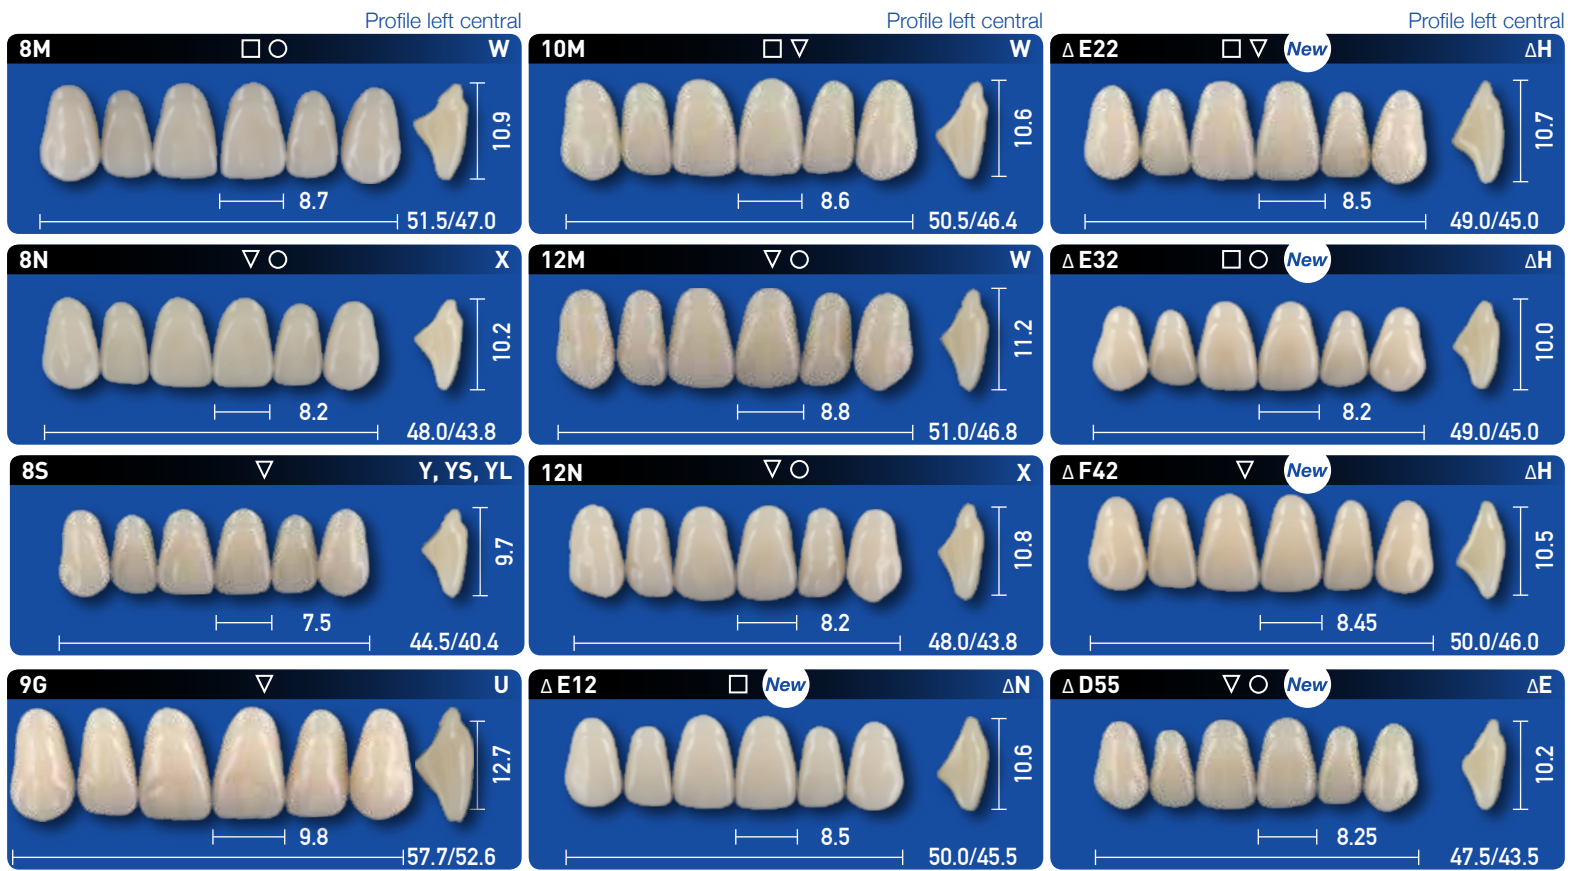 Profile left central Profile left central Profile left central
8M □ ○ W
10.9
8.7
51.5/47.0
10M □ ▽ W
10.6
8.6
50.5/46.4
Δ E22 □ ▽ New ΔH
10.7
8.5
49.0/45.0
8N ▽ ○ X
10.2
8.2
48.0/43.8
12M ▽ ○ W
11.2
8.8
51.0/46.8
Δ E32 □ ○ New ΔH
10.0
8.2
49.0/45.0
8S ▽ Y, YS, YL
9.7
7.5
44.5/40.4
12N ▽ ○ X
10.8
8.2
48.0/43.8
Δ F42 ▽ New ΔH
10.5
8.45
50.0/46.0
9G ▽ U
12.7
9.8
57.7/52.6
Δ E12 □ New ΔN
10.6
8.5
50.0/45.5
Δ D55 ▽ ○ New ΔE
10.2
8.25
47.5/43.5